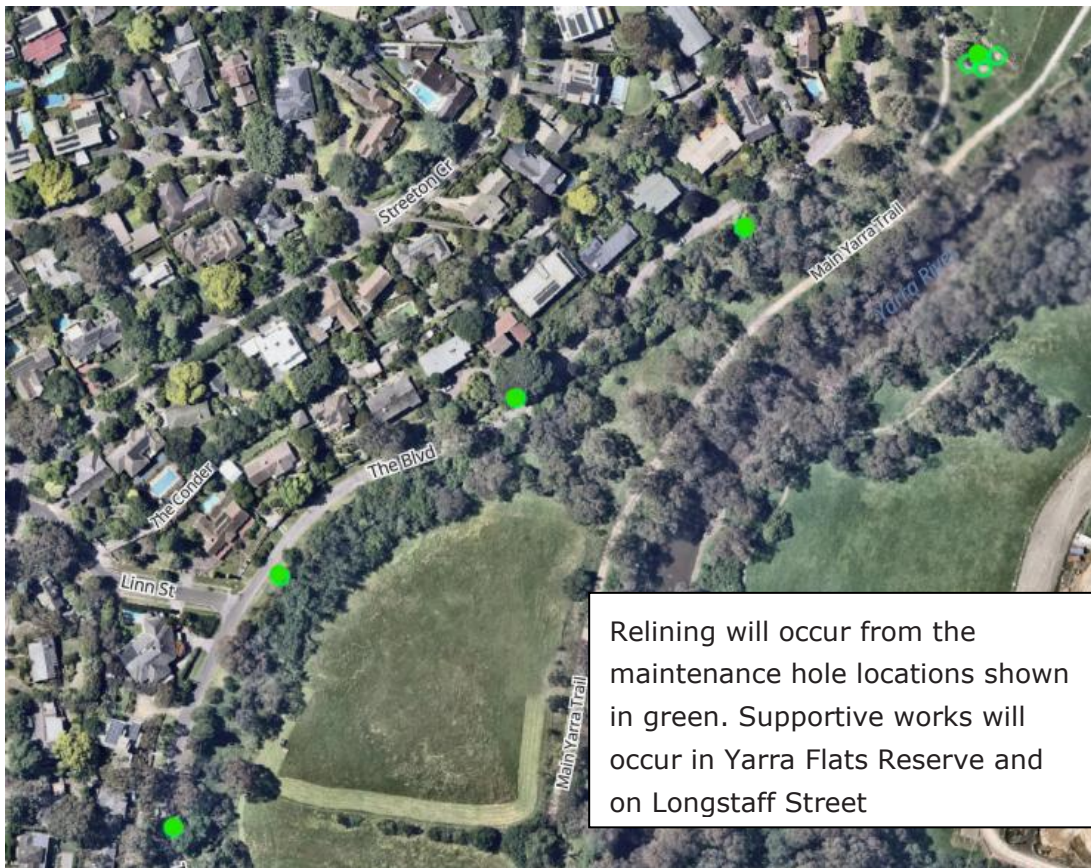 Streeton Cr
Main Yarra Trail
Yarra River
The Blvd
The Conder
Linn St
Main Yarra Trail
Relining will occur from the
maintenance hole locations shown
in green. Supportive works will
occur in Yarra Flats Reserve and
on Longstaff Street